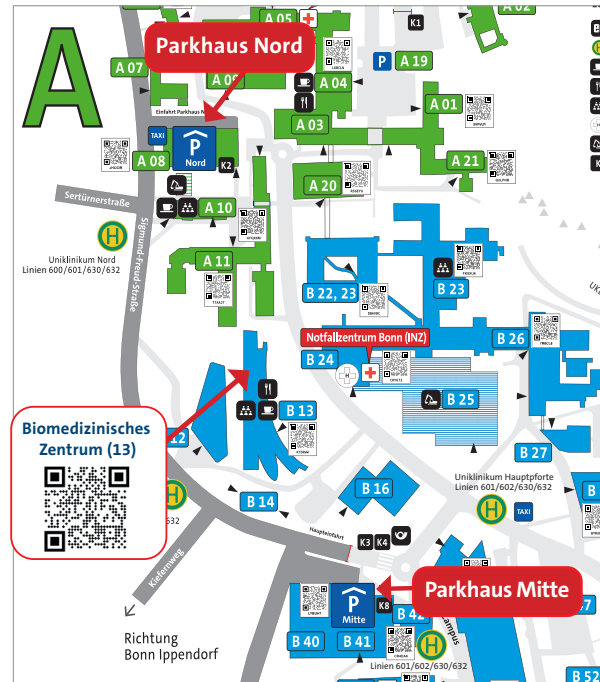 A
A 05
A 02
K1
Parkhaus Nord
A 07
A 04
P
A 19
A 01
Einfahrt Parkhaus N
A 03
TAXI
P
Nord
A 08
K2
A 21
A 20
Sertürnerstraße
A 10
H
Uniklinikum Nord
Linien 600/601/630/632
Sigmund-Freud-Straße
A 11
B 22, 23
B 23
Notfallzentrum Bonn (INZ)
B 26
B 24
H
B 25
B 13
Biomedizinisches
Zentrum (13)
12
B 27
B 16
Uniklinikum Hauptpforte
Linien 601/602/630/632
H
TAXI
B
H
632
B 14
Haupteinfahrt
K3
K4
Kiefernweg
Parkhaus Mitte
P
Mitte
K8
B 42
Richtung
Bonn Ippendorf
B 40
B 41
H
Campus
Linien 601/602/630/632
B 52